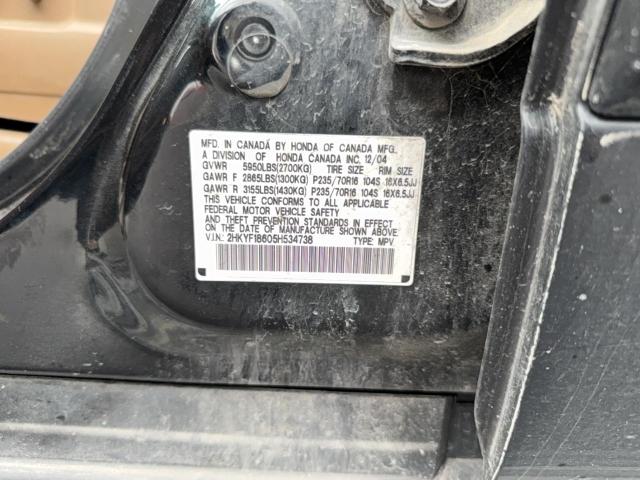 MFD. IN CANADA BY HONDA OF CANADA MFG.
A DIVISION OF HONDA CANADA INC. 12/04
GVWR 5950LBS(2700KG) TIRE SIZE RIM SIZE
GAWR F 2865LBS(1300KG) P235/70R16 104S 16X6.5JJ
GAWR R 3155LBS(1430KG) P235/70R16 104S 16X6.5JJ
THIS VEHICLE CONFORMS TO ALL APPLICABLE
FEDERAL MOTOR VEHICLE SAFETY
AND THEFT PREVENTION STANDARDS IN EFFECT
ON THE DATE OF MANUFACTURE SHOWN ABOVE.
V.I.N.: 2HKYF18605H534738 TYPE: MPV